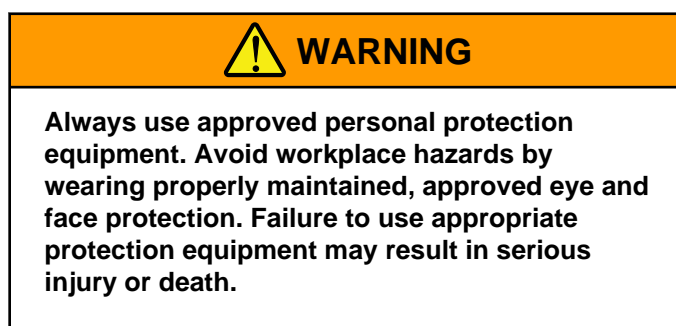 WARNING
Always use approved personal protection
equipment. Avoid workplace hazards by
wearing properly maintained, approved eye and
face protection. Failure to use appropriate
protection equipment may result in serious
injury or death.